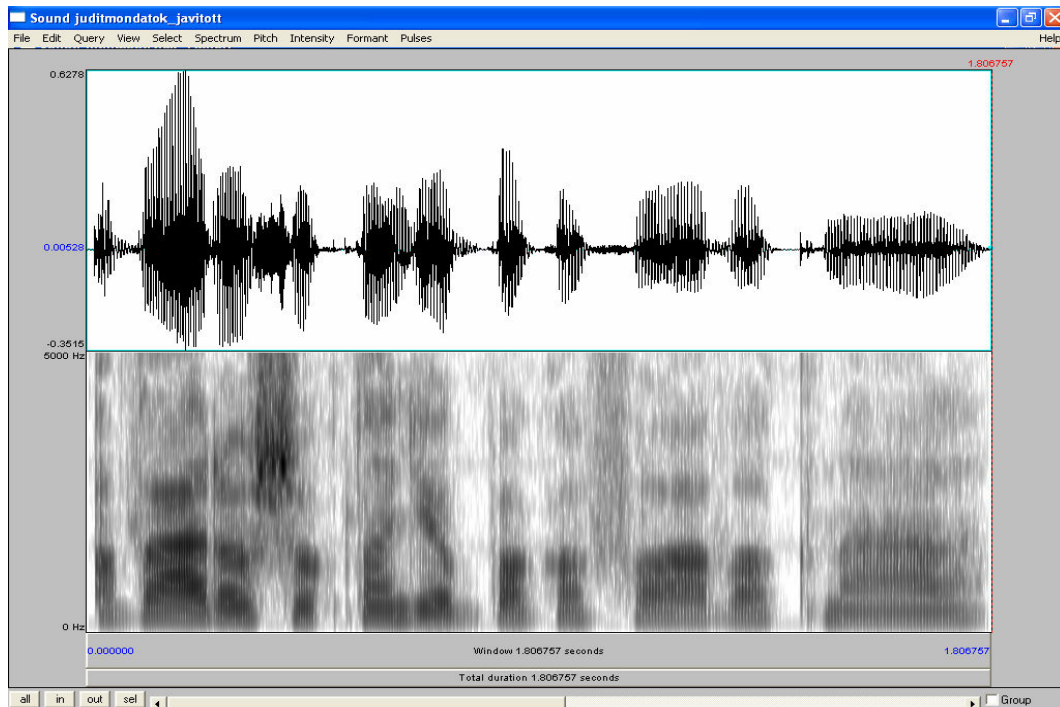 Sound juditmondatok_javitott
File Edit Query View Select Spectrum Pitch Intensity Formant Pulses Help
1.806757
0.6278
0.00528
-0.3515
5000 Hz
0 Hz
0.000000 Window 1.806757 seconds 1.806757
Total duration 1.806757 seconds
all in out sel Group